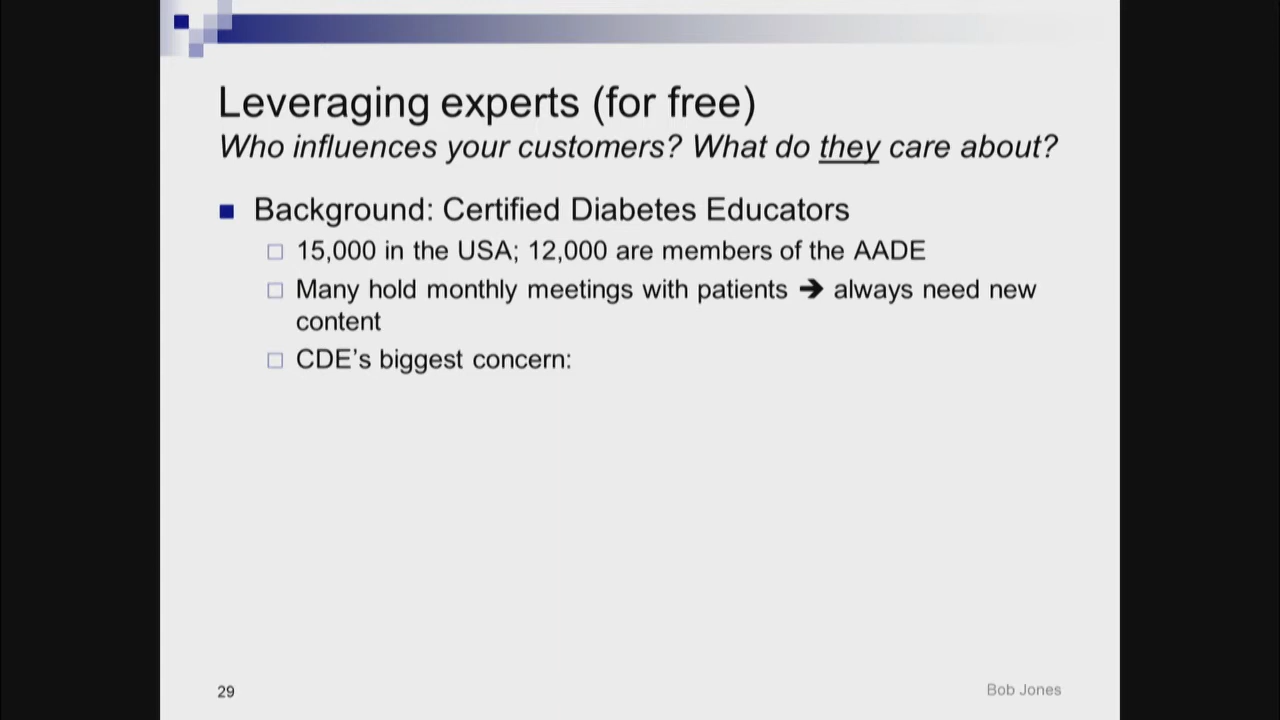 Leveraging experts (for free)
Who influences your customers? What do they care about?
Background: Certified Diabetes Educators
15,000 in the USA; 12,000 are members of the AADE
Many hold monthly meetings with patients ➔ always need new
content
CDE's biggest concern:
29
Bob Jones